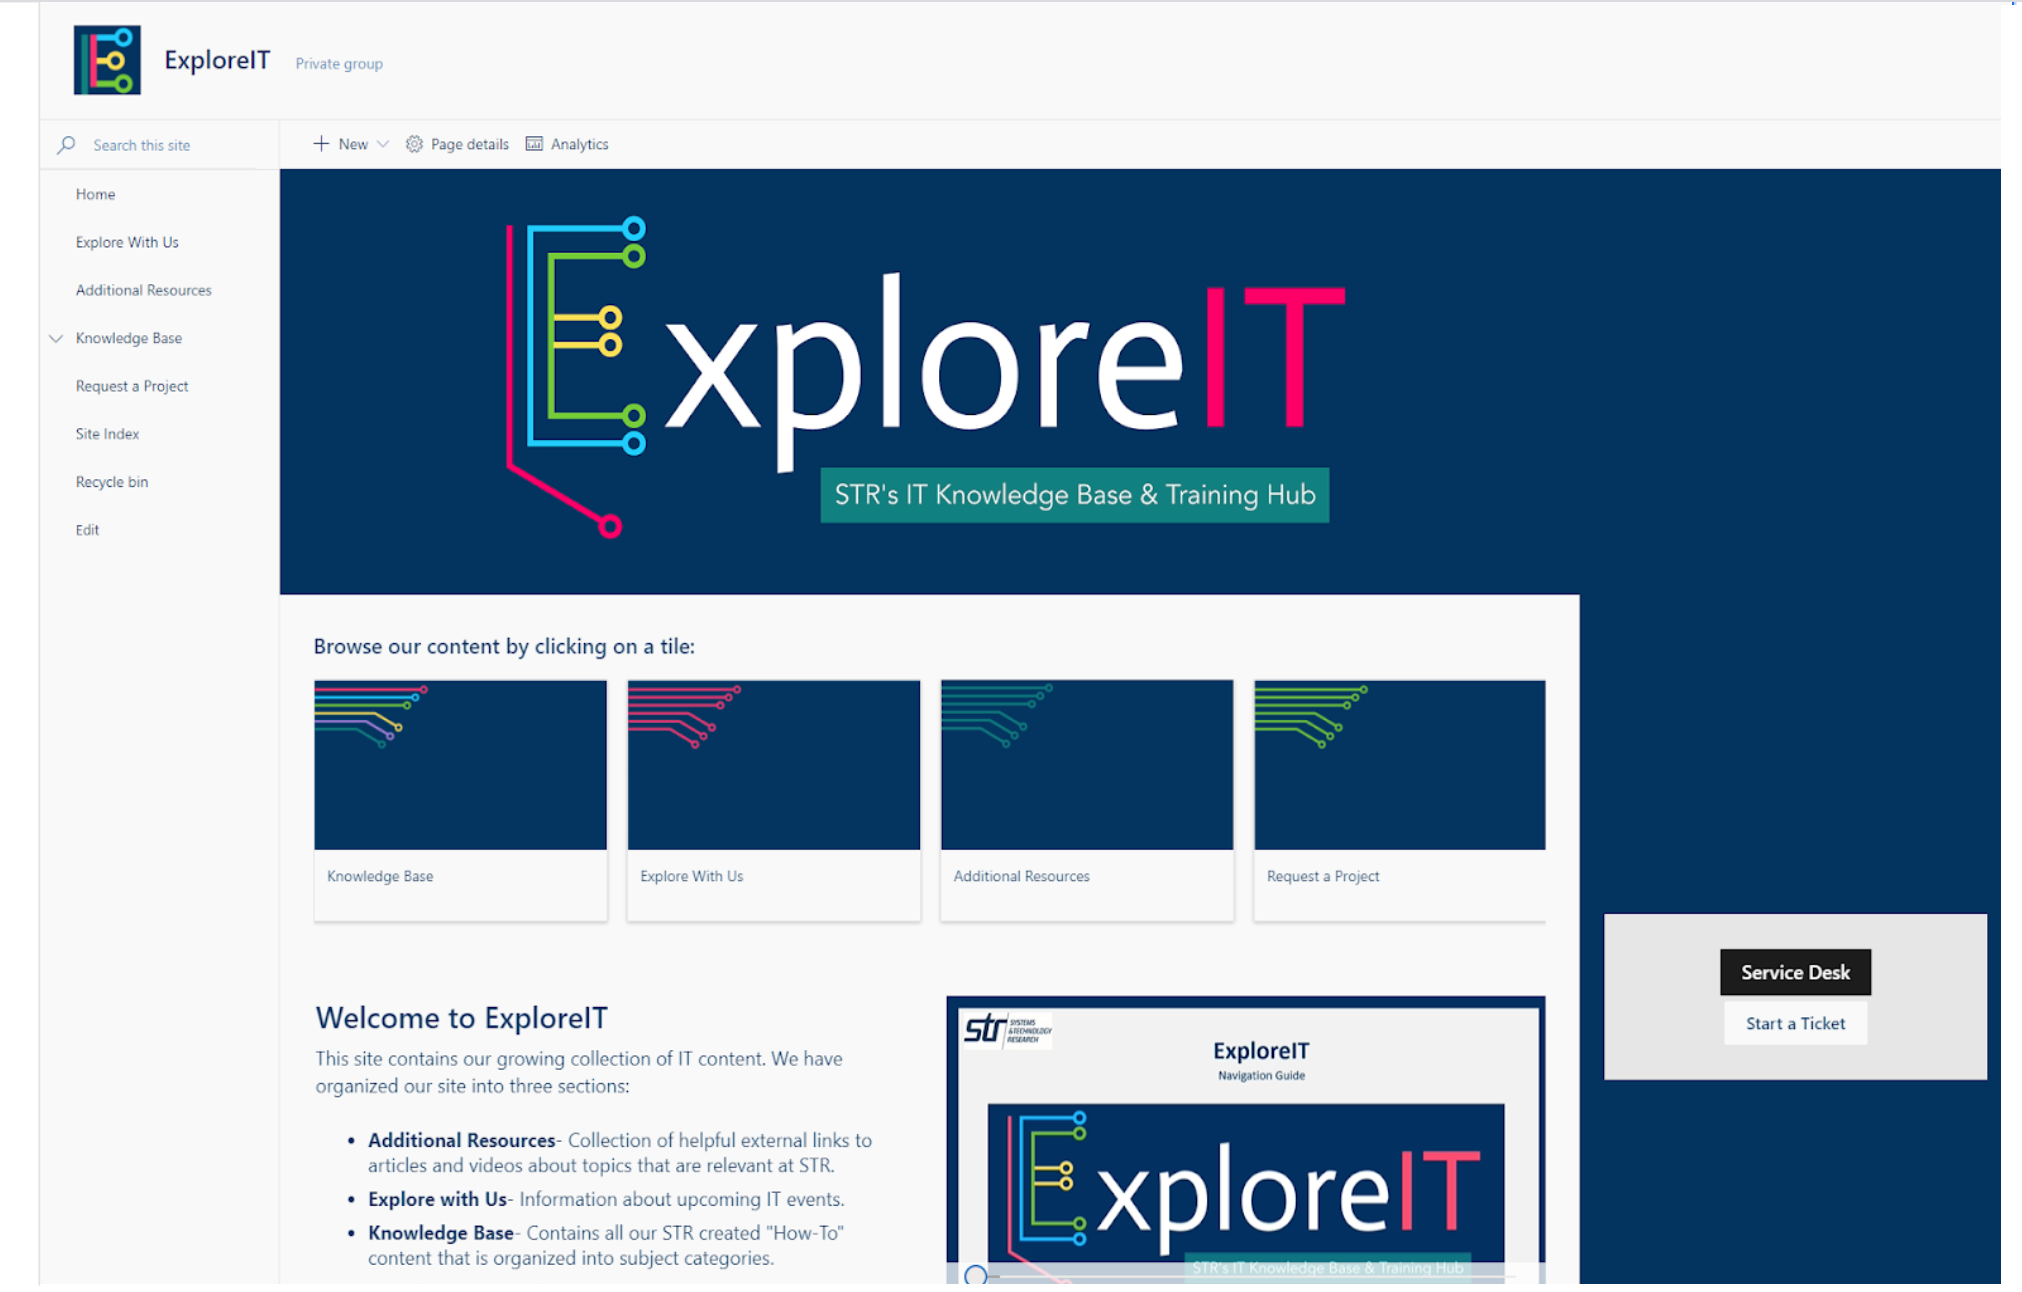 ExploreIT Private group
Search this site
New Page details Analytics
Home
Explore With Us
Additional Resources
Knowledge Base
Request a Project
Site Index
Recycle bin
Edit
ExploreIT
STR's IT Knowledge Base & Training Hub
Browse our content by clicking on a tile:
Knowledge Base
Explore With Us
Additional Resources
Request a Project
Welcome to ExploreIT
This site contains our growing collection of IT content. We have
organized our site into three sections:
• Additional Resources- Collection of helpful external links to
articles and videos about topics that are relevant at STR.
• Explore with Us- Information about upcoming IT events.
• Knowledge Base- Contains all our STR created "How-To"
content that is organized into subject categories.
str SYSTEMS
& TECHNOLOGY
RESEARCH
ExploreIT
Navigation Guide
ExploreIT
STR's IT Knowledge Base & Training Hub
Service Desk
Start a Ticket